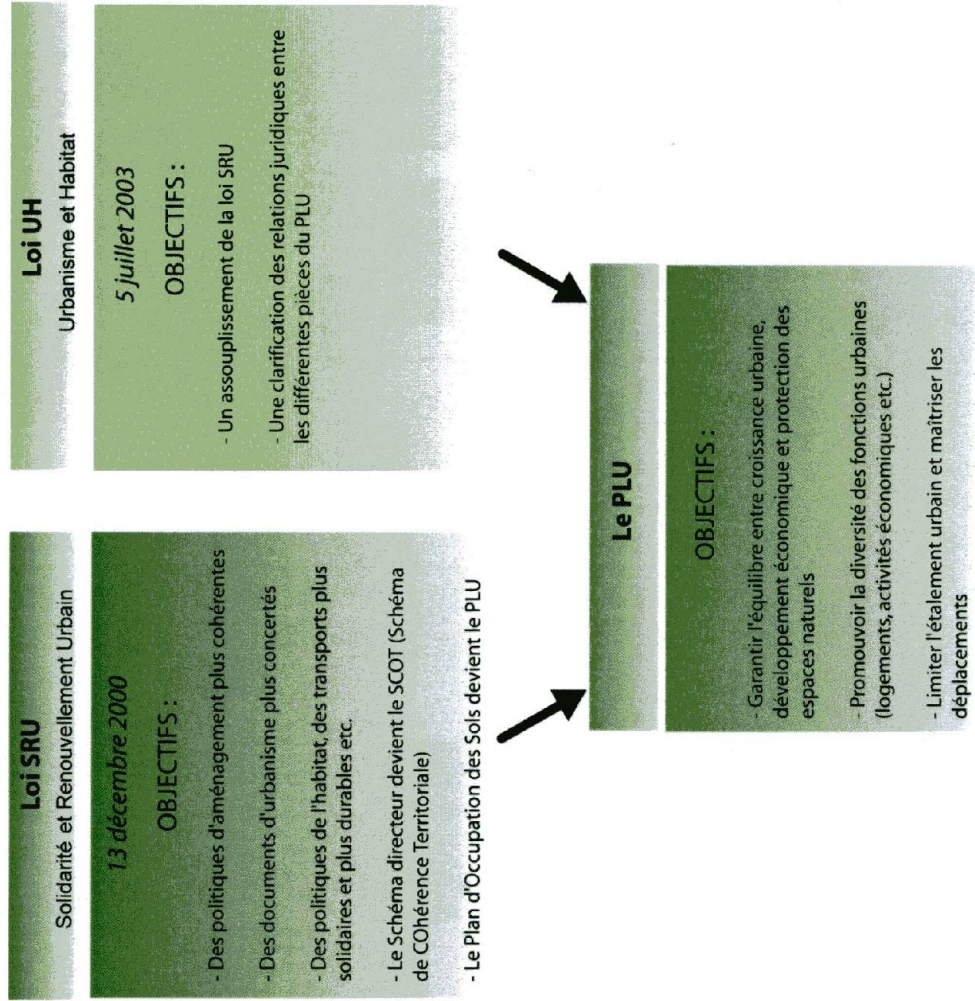 Loi SRU
Solidarité et Renouvellement Urbain
13 décembre 2000
OBJECTIFS :
- Des politiques d'aménagement plus cohérentes
- Des documents d'urbanisme plus concertés
- Des politiques de l'habitat, des transports plus
solidaires et plus durables etc.
- Le Schéma directeur devient le SCOT (Schéma
de COhérence Territoriale)
- Le Plan d'Occupation des Sols devient le PLU
Loi UH
Urbanisme et Habitat
5 juillet 2003
OBJECTIFS :
- Un assouplissement de la loi SRU
- Une clarification des relations juridiques entre
les différentes pièces du PLU
Le PLU
OBJECTIFS :
- Garantir l'équilibre entre croissance urbaine,
développement économique et protection des
espaces naturels
- Promouvoir la diversité des fonctions urbaines
(logements, activités économiques etc.)
- Limiter l'étalement urbain et maîtriser les
déplacements